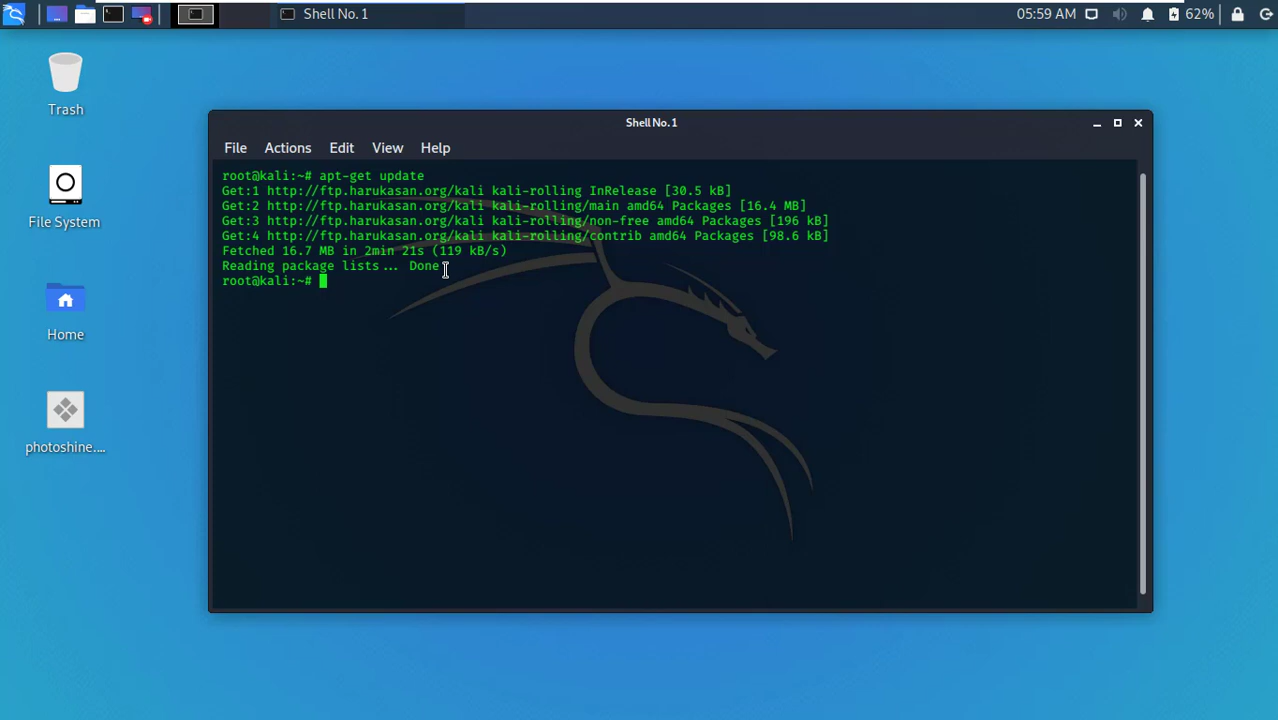 Shell No. 1
05:59 AM
62%
Trash
File System
Home
photoshine....
Shell No. 1
File Actions Edit View Help
root@kali:~# apt-get update
Get:1 http://ftp.harukasan.org/kali kali-rolling InRelease [30.5 kB]
Get:2 http://ftp.harukasan.org/kali kali-rolling/main amd64 Packages [16.4 MB]
Get:3 http://ftp.harukasan.org/kali kali-rolling/non-free amd64 Packages [196 kB]
Get:4 http://ftp.harukasan.org/kali kali-rolling/contrib amd64 Packages [98.6 kB]
Fetched 16.7 MB in 2min 21s (119 kB/s)
Reading package lists... Done
root@kali:~#